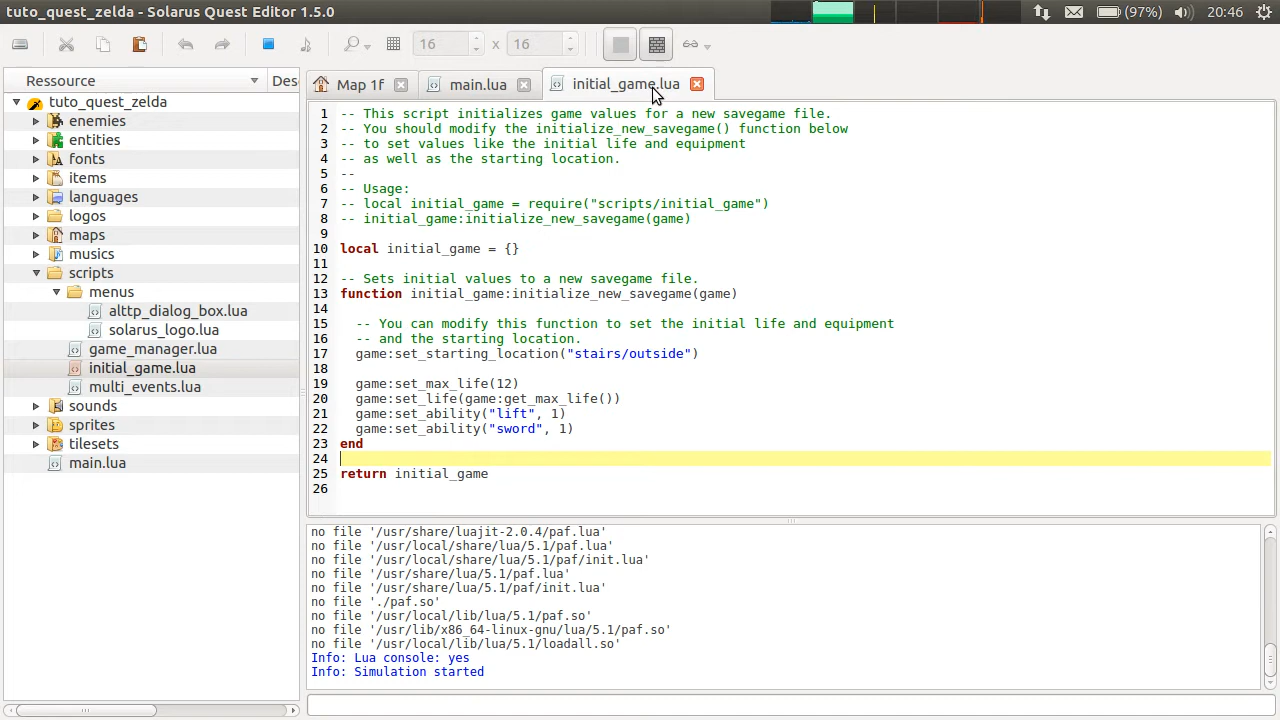 tuto_quest_zelda - Solarus Quest Editor 1.5.0
(97%)
20:46
16 x 16
Ressource
Des
Map 1f
main.lua
initial_game.lua
tuto_quest_zelda
enemies
entities
fonts
items
languages
logos
maps
musics
scripts
menus
alttp_dialog_box.lua
solarus_logo.lua
game_manager.lua
initial_game.lua
multi_events.lua
sounds
sprites
tilesets
main.lua
1 -- This script initializes game values for a new savegame file.
2 -- You should modify the initialize_new_savegame() function below
3 -- to set values like the initial life and equipment
4 -- as well as the starting location.
5 --
6 -- Usage:
7 -- local initial_game = require("scripts/initial_game")
8 -- initial_game:initialize_new_savegame(game)
9
10 local initial_game = {}
11
12 -- Sets initial values to a new savegame file.
13 function initial_game:initialize_new_savegame(game)
14
15 -- You can modify this function to set the initial life and equipment
16 -- and the starting location.
17 game:set_starting_location("stairs/outside")
18
19 game:set_max_life(12)
20 game:set_life(game:get_max_life())
21 game:set_ability("lift", 1)
22 game:set_ability("sword", 1)
23 end
24
25 return initial_game
26
no file '/usr/share/luajit-2.0.4/paf.lua'
no file '/usr/local/share/lua/5.1/paf.lua'
no file '/usr/local/share/lua/5.1/paf/init.lua'
no file '/usr/share/lua/5.1/paf.lua'
no file '/usr/share/lua/5.1/paf/init.lua'
no file './paf.so'
no file '/usr/local/lib/lua/5.1/paf.so'
no file '/usr/lib/x86_64-linux-gnu/lua/5.1/paf.so'
no file '/usr/local/lib/lua/5.1/loadall.so'
Info: Lua console: yes
Info: Simulation started